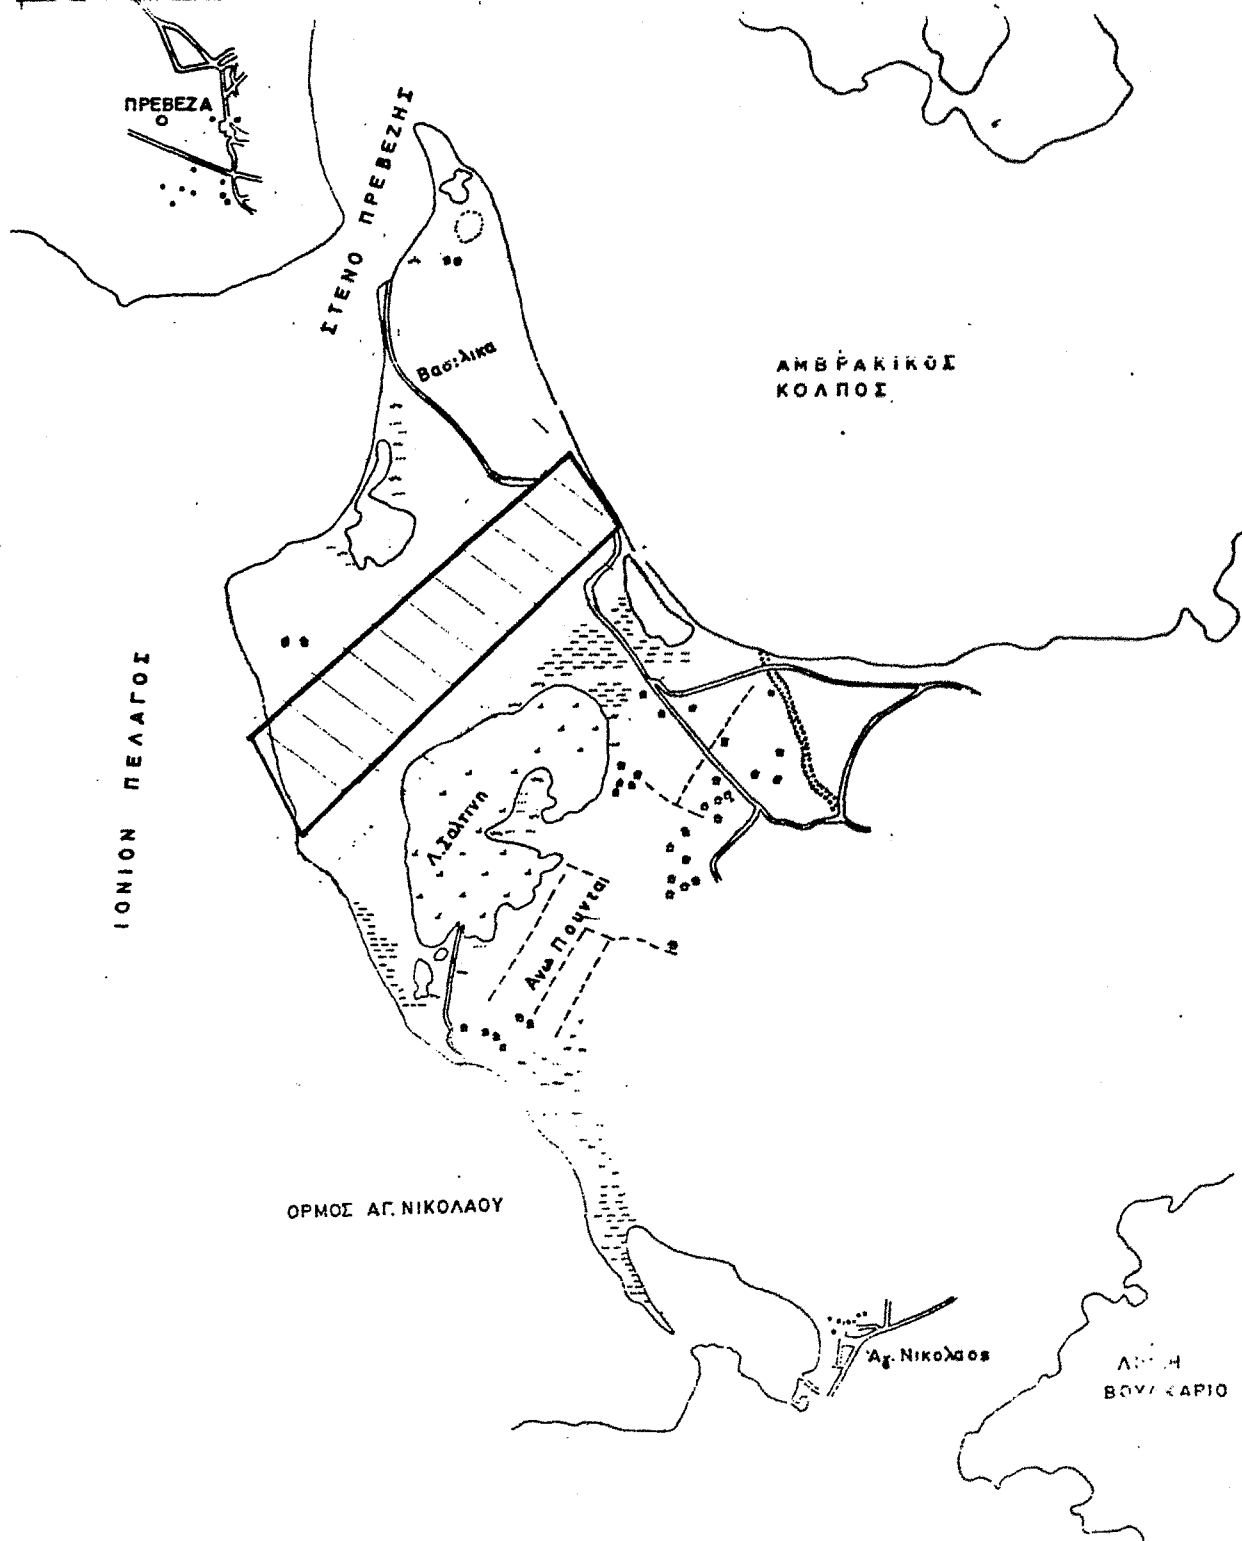 ΠΡΕΒΕΖΑ
ΣΤΕΝΟ ΠΡΕΒΕΖΗΣ
Βασιλικα
ΑΜΒΡΑΚΙΚΟΣ
ΚΟΛΠΟΣ
ΙΟΝΙΟΝ ΠΕΛΑΓΟΣ
Λ. Σαλτινη
Ανω Πουνται
ΟΡΜΟΣ ΑΓ. ΝΙΚΟΛΑΟΥ
Αγ. Νικολαος